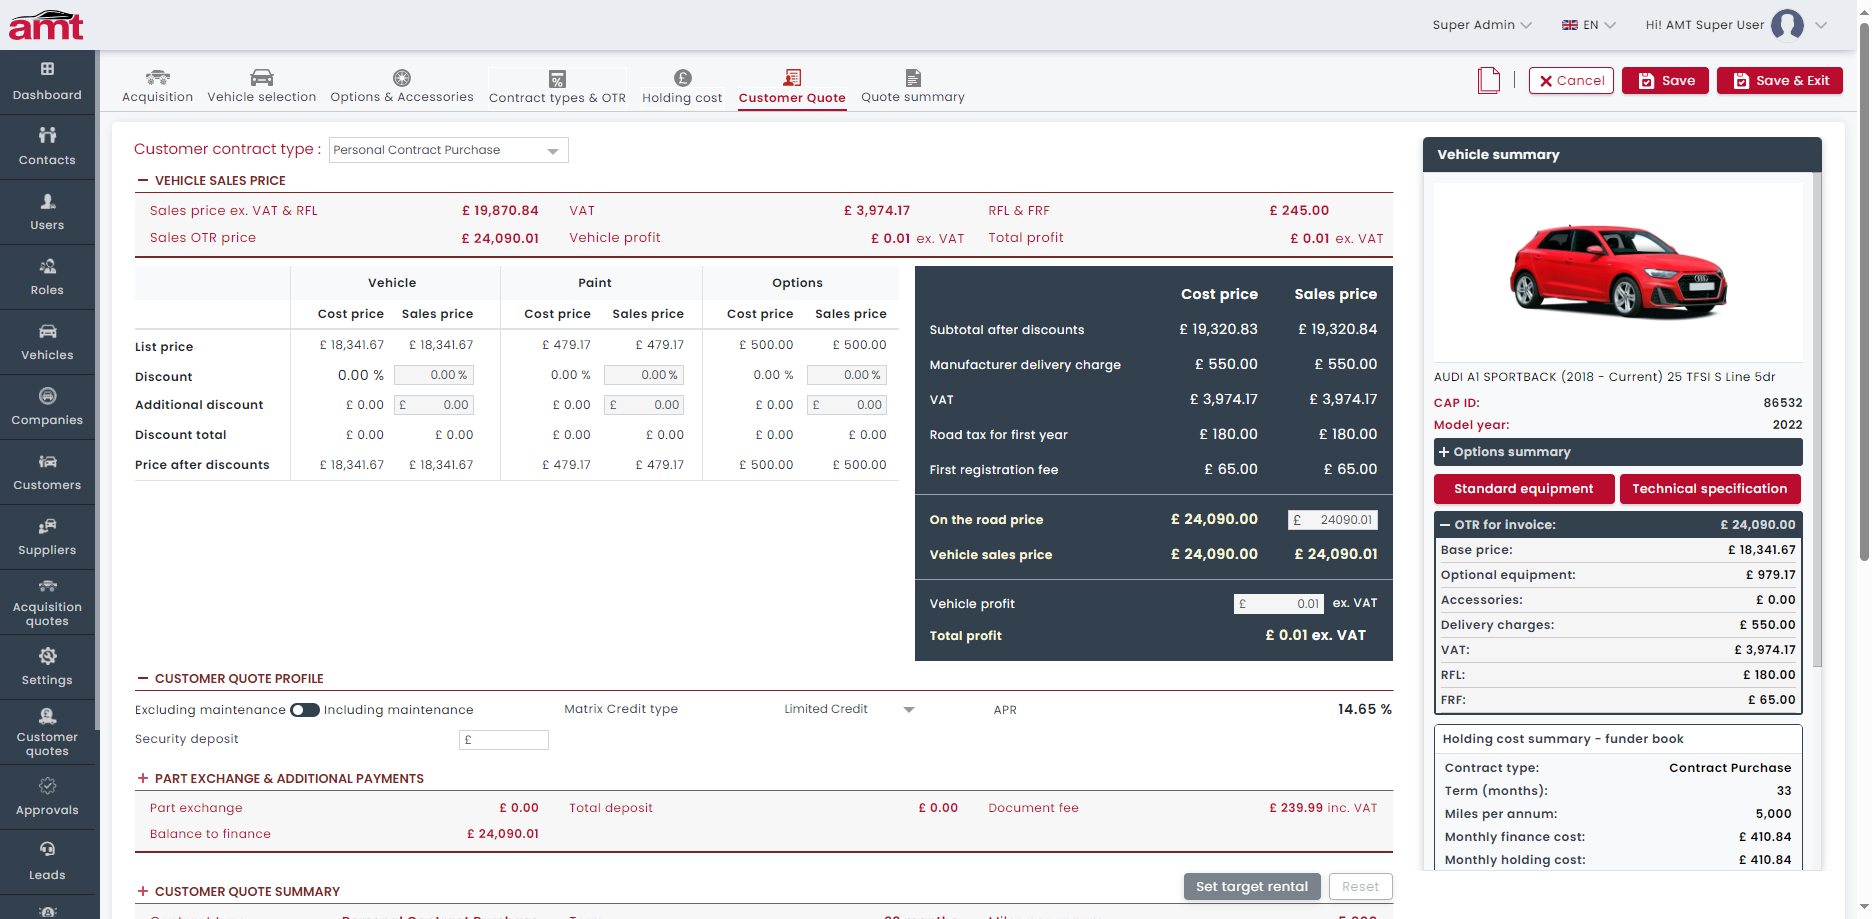 amt
Super Admin
EN
Hi! AMT Super User
Dashboard
Contacts
Users
Roles
Vehicles
Companies
Customers
Suppliers
Acquisition
quotes
Settings
Customer
quotes
Approvals
Leads
Acquisition
Vehicle selection
Options & Accessories
Contract types & OTR
Holding cost
Customer Quote
Quote summary
Cancel
Save
Save & Exit
Customer contract type : Personal Contract Purchase
VEHICLE SALES PRICE
Sales price ex. VAT & RFL £ 19,870.84 VAT £ 3,974.17 RFL & FRF £ 245.00
Sales OTR price £ 24,090.01 Vehicle profit £ 0.01 ex. VAT Total profit £ 0.01 ex. VAT
Vehicle Paint Options
Cost price Sales price Cost price Sales price Cost price Sales price
List price £ 18,341.67 £ 18,341.67 £ 479.17 £ 479.17 £ 500.00 £ 500.00
Discount 0.00 % 0.00 % 0.00 % 0.00 % 0.00 % 0.00 %
Additional discount £ 0.00 £ 0.00 £ 0.00 £ 0.00 £ 0.00 £ 0.00
Discount total £ 0.00 £ 0.00 £ 0.00 £ 0.00 £ 0.00 £ 0.00
Price after discounts £ 18,341.67 £ 18,341.67 £ 479.17 £ 479.17 £ 500.00 £ 500.00
Cost price Sales price
Subtotal after discounts £ 19,320.83 £ 19,320.84
Manufacturer delivery charge £ 550.00 £ 550.00
VAT £ 3,974.17 £ 3,974.17
Road tax for first year £ 180.00 £ 180.00
First registration fee £ 65.00 £ 65.00
On the road price £ 24,090.00 £ 24090.01
Vehicle sales price £ 24,090.00 £ 24,090.01
Vehicle profit £ 0.01 ex. VAT
Total profit £ 0.01 ex. VAT
CUSTOMER QUOTE PROFILE
Excluding maintenance Including maintenance Matrix Credit type Limited Credit APR 14.65 %
Security deposit £
PART EXCHANGE & ADDITIONAL PAYMENTS
Part exchange £ 0.00 Total deposit £ 0.00 Document fee £ 239.99 inc. VAT
Balance to finance £ 24,090.01
CUSTOMER QUOTE SUMMARY Set target rental Reset
Vehicle summary
AUDI A1 SPORTBACK (2018 - Current) 25 TFSI S Line 5dr
CAP ID: 86532
Model year: 2022
Options summary
Standard equipment Technical specification
OTR for invoice: £ 24,090.00
Base price: £ 18,341.67
Optional equipment: £ 979.17
Accessories: £ 0.00
Delivery charges: £ 550.00
VAT: £ 3,974.17
RFL: £ 180.00
FRF: £ 65.00
Holding cost summary - funder book
Contract type: Contract Purchase
Term (months): 33
Miles per annum: 5,000
Monthly finance cost: £ 410.84
Monthly holding cost: £ 410.84